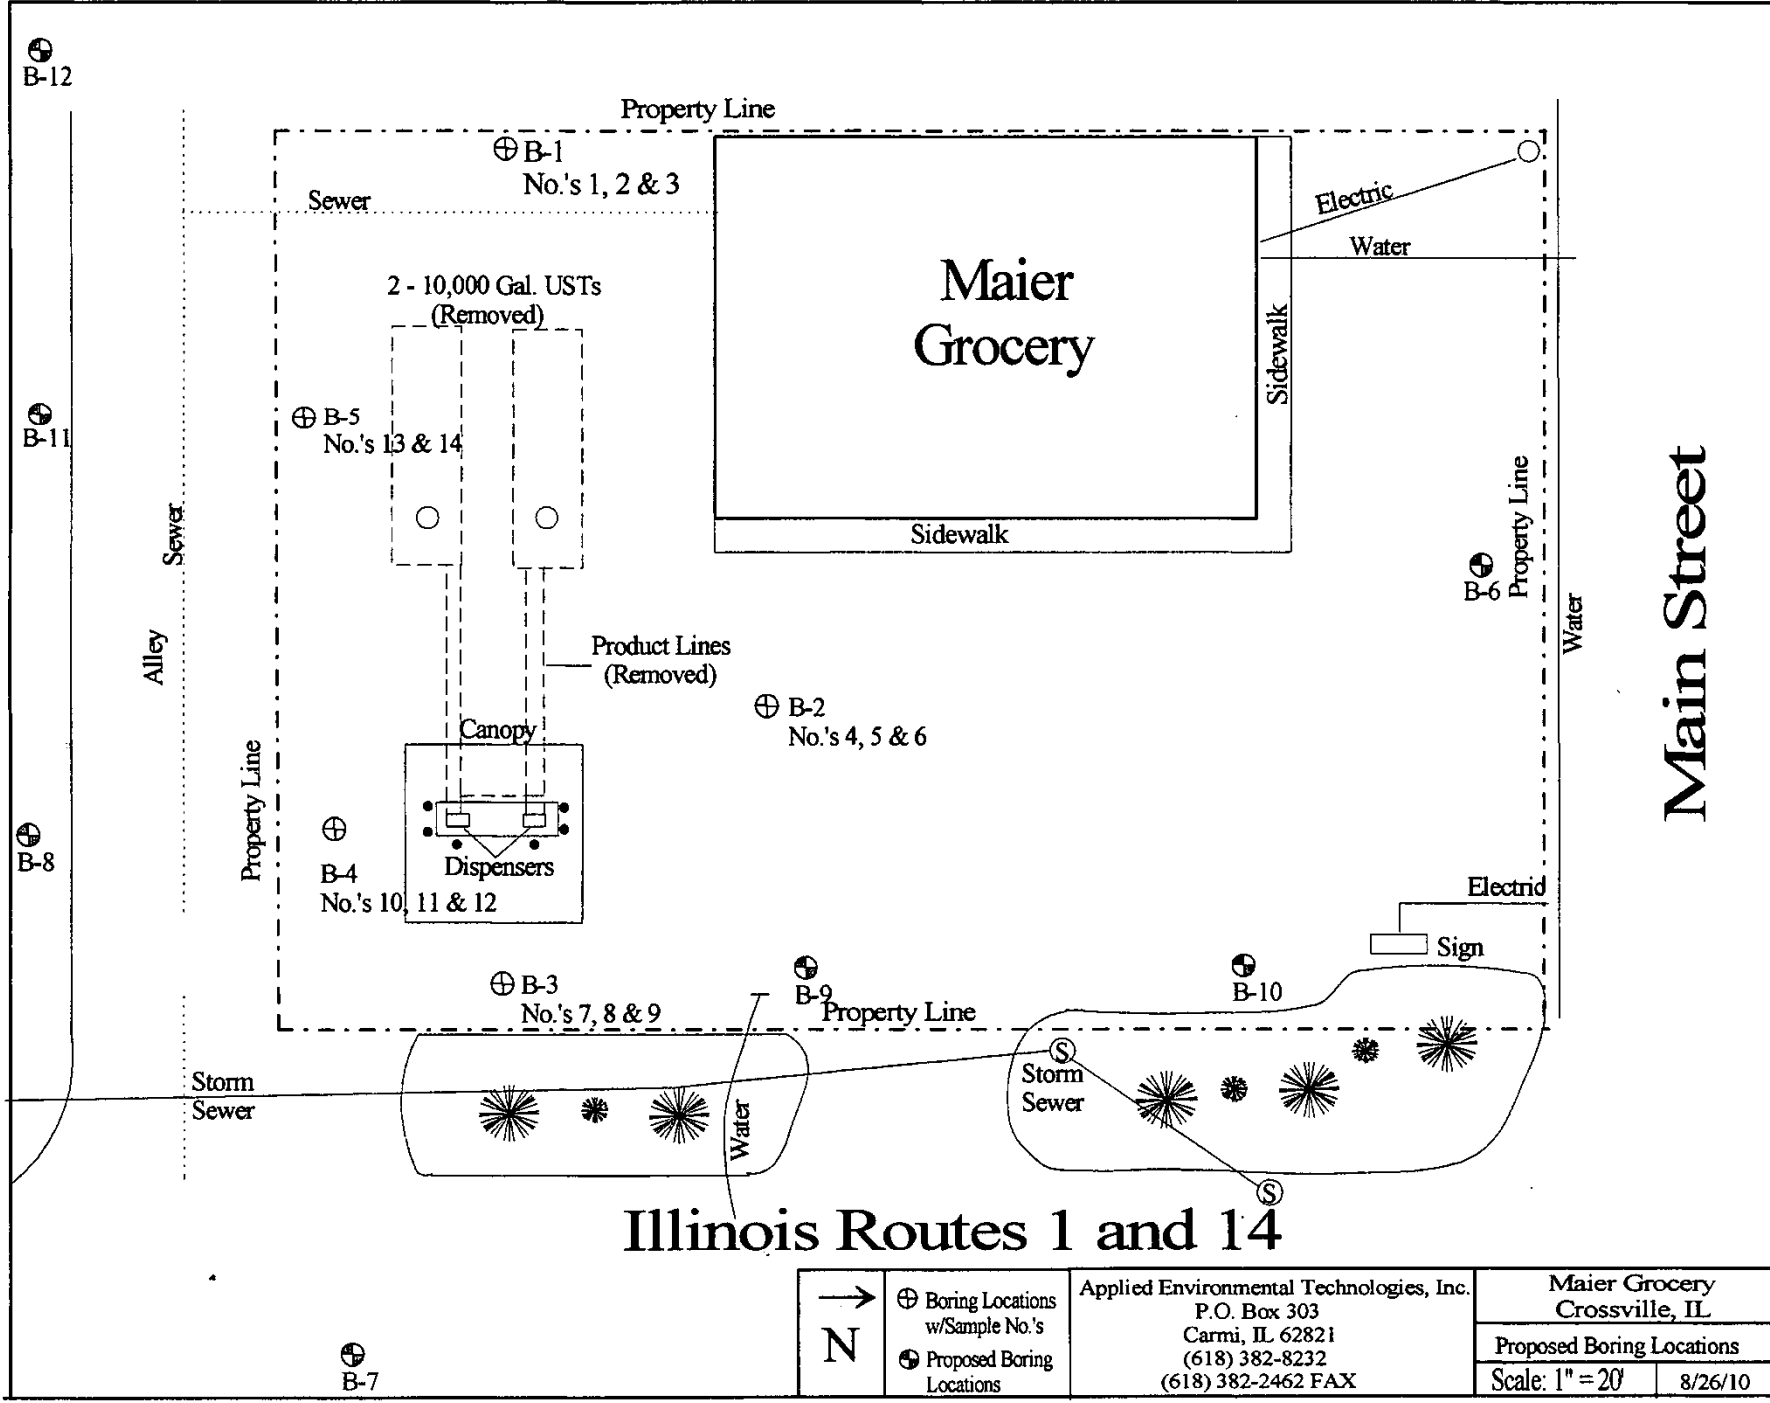 B-12
Property Line
B-1
No.'s 1, 2 & 3
Sewer
Electric
Water
2 - 10,000 Gal. USTs
(Removed)
Maier
Grocery
Sidewalk
B-5
No.'s 13 & 14
B-11
Sewer
Sidewalk
Property Line
B-6
Main Street
Water
Alley
Product Lines
(Removed)
B-2
No.'s 4, 5 & 6
Canopy
Property Line
B-8
B-4
No.'s 10, 11 & 12
Dispensers
Electric
Sign
B-3
No.'s 7, 8 & 9
B-9
Property Line
B-10
Storm
Sewer
S
Storm
Sewer
Water
S
Illinois Routes 1 and 14
B-7
N
Boring Locations
w/Sample No.'s
Proposed Boring
Locations
Applied Environmental Technologies, Inc.
P.O. Box 303
Carmi, IL 62821
(618) 382-8232
(618) 382-2462 FAX
Maier Grocery
Crossville, IL
Proposed Boring Locations
Scale: 1" = 20'
8/26/10